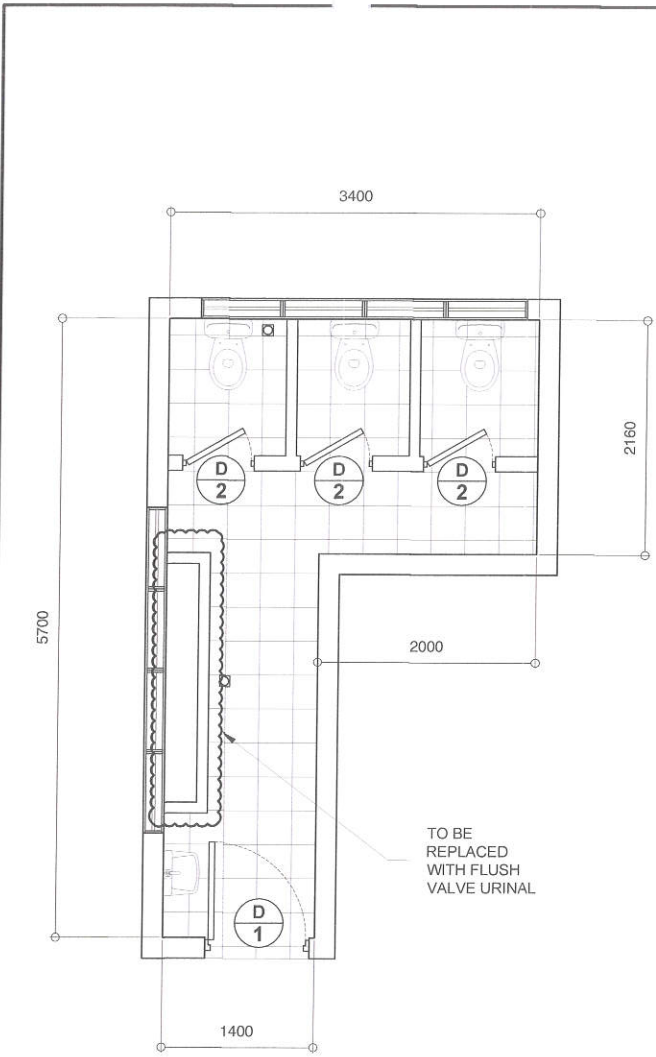 3400
2160
D
2
D
2
D
2
5700
2000
TO BE
REPLACED
WITH FLUSH
VALVE URINAL
D
1
1400